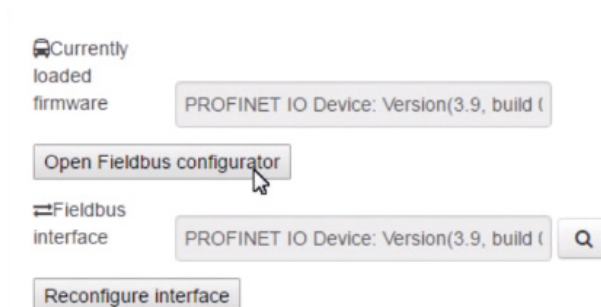 Currently
loaded
firmware
PROFINET IO Device: Version(3.9, build
Open Fieldbus configurator
Fieldbus
interface
PROFINET IO Device: Version(3.9, build
Reconfigure interface